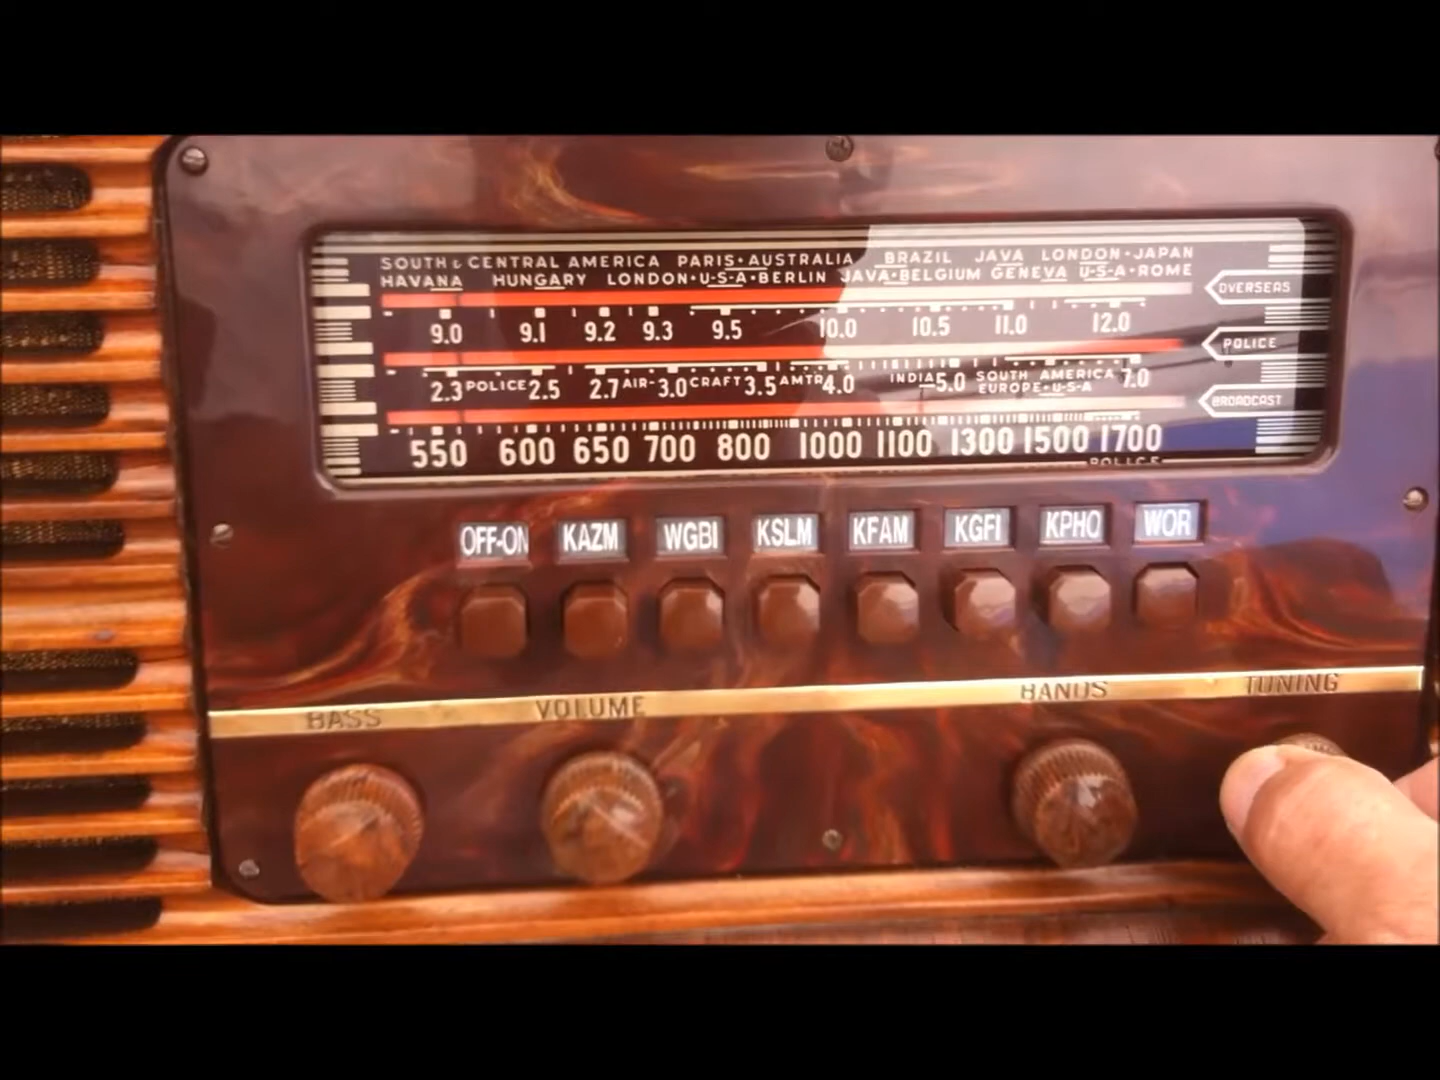 SOUTH & CENTRAL AMERICA PARIS • AUSTRALIA BRAZIL JAVA LONDON • JAPAN
HAVANA HUNGARY LONDON • U-S-A • BERLIN JAVA • BELGIUM GENEVA U-S-A • ROME
OVERSEAS
9.0 9.1 9.2 9.3 9.5 10.0 10.5 11.0 12.0
POLICE
2.3 POLICE 2.5 2.7 AIR- 3.0 CRAFT 3.5 AMTR 4.0 INDIA 5.0 SOUTH AMERICA 7.0
EUROPE • U-S-A
BROADCAST
550 600 650 700 800 1000 1100 1300 1500 1700
POLICE
OFF-ON KAZM WGBI KSLM KFAM KGFI KPHO WOR
BASS VOLUME BANDS TUNING